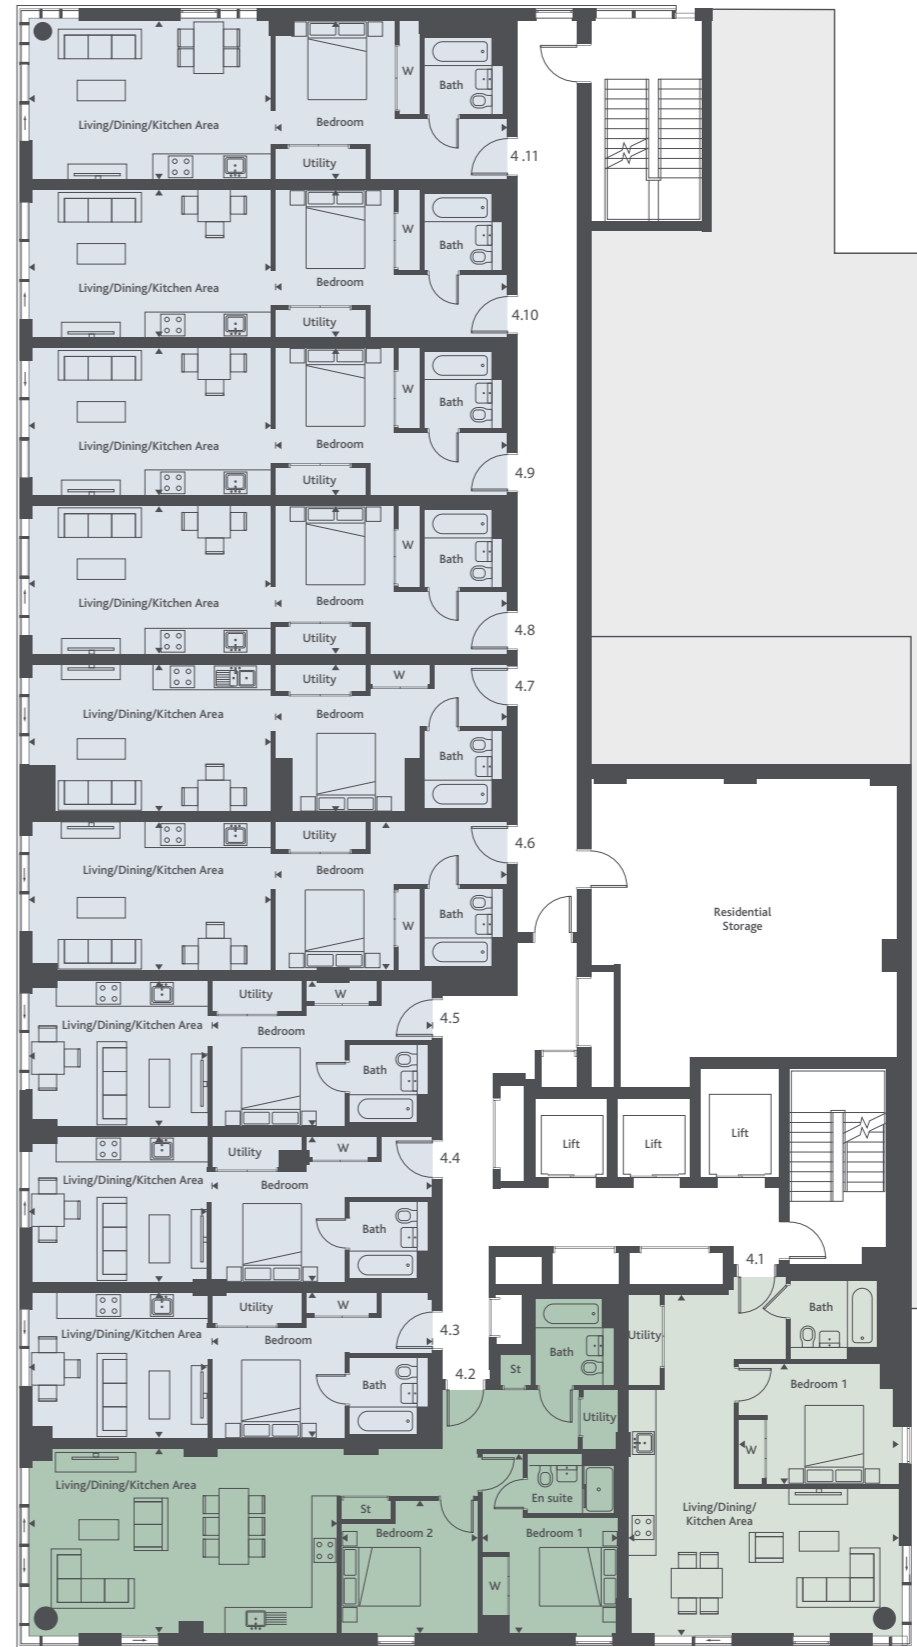 W
Bath
Living/Dining/Kitchen Area
Bedroom
Utility
4 .11
W
Bath
Living/Dining/Kitchen Area
Bedroom
Utility
4.10
W
Bath
Living/Dining/Kitchen Area
Bedroom
Utility
4.9
W
Bath
Living/Dining/Kitchen Area
Bedroom
Utility
4.8
Utility
W
4.7
Living/Dining/Kitchen Area
Bedroom
Bath
Utility
4.6
Living/Dining/Kitchen Area
Bedroom
Bath
W
Residential
Storage
Utility
W
4.5
Living/Dining/Kitchen Area
Bedroom
Bath
Lift
Lift
Lift
Utility
W
4.4
Living/Dining/Kitchen Area
Bedroom
Bath
4.1
Utility
W
4.3
Living/Dining/Kitchen Area
Bedroom
Bath
4.2
St
Bath
Utility
Living/Dining/Kitchen Area
St
En suite
Bedroom 2
Bedroom 1
W
Utility
Bath
Bedroom 1
W
Living/Dining/
Kitchen Area